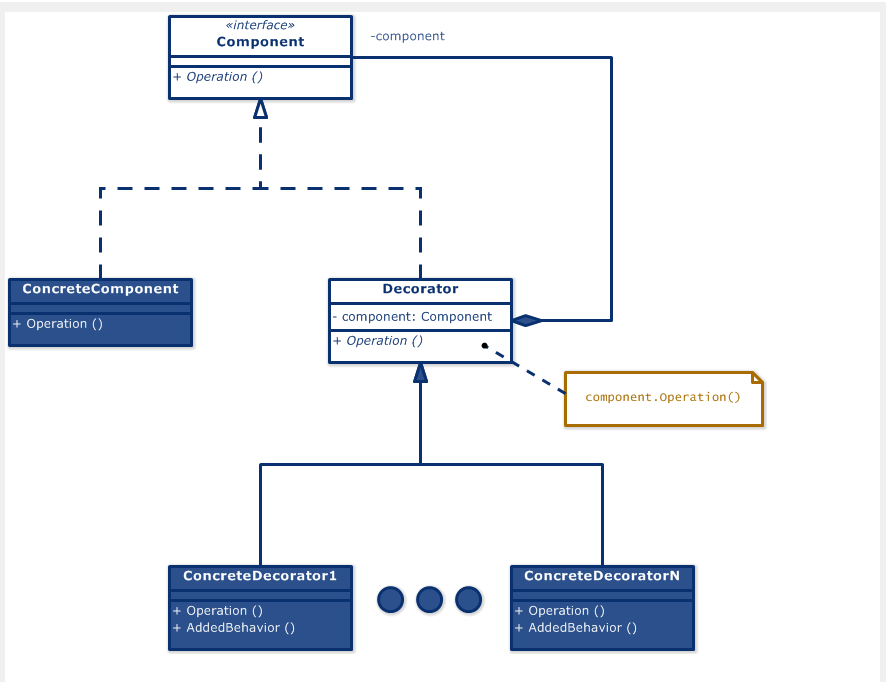 «interface»
Component
-component
+ Operation ()
ConcreteComponent
+ Operation ()
Decorator
- component: Component
+ Operation ()
component.Operation()
ConcreteDecorator1
+ Operation ()
+ AddedBehavior ()
ConcreteDecoratorN
+ Operation ()
+ AddedBehavior ()